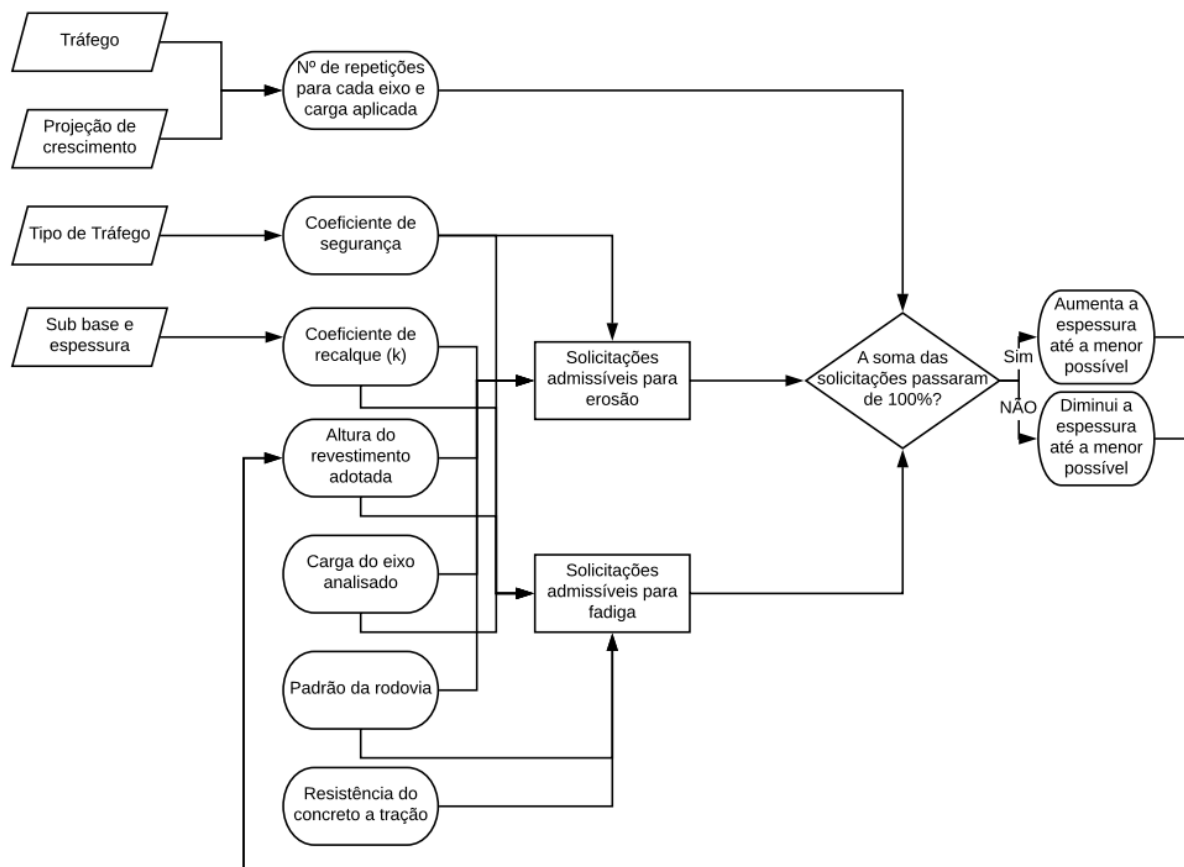 Tráfego
Projeção de
crescimento
Nº de repetições
para cada eixo e
carga aplicada
Tipo de Tráfego
Coeficiente de
segurança
Sub base e
espessura
Coeficiente de
recalque (k)
Altura do
revestimento
adotada
Carga do eixo
analisado
Padrão da rodovia
Resistência do
concreto a tração
Solicitações
admissíveis para
erosão
Solicitações
admissíveis para
fadiga
A soma das
solicitações passaram
de 100%?
Sim
NÃO
Aumenta a
espessura
até a menor
possível
Diminui a
espessura
até a menor
possível